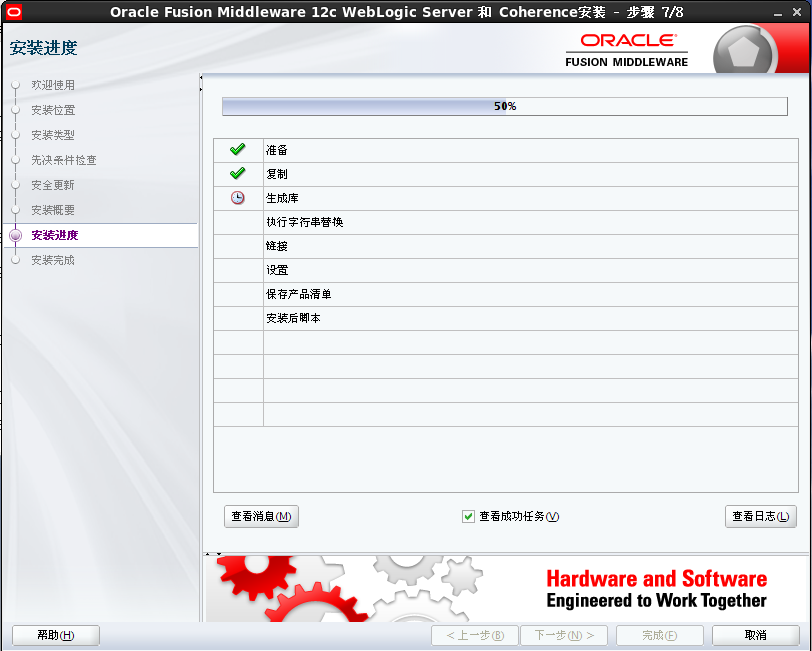 Oracle Fusion Middleware 12c WebLogic Server 和 Coherence安装 - 步骤 7/8
安装进度
ORACLE
FUSION MIDDLEWARE
欢迎使用
安装位置
安装类型
先决条件检查
安全更新
安装概要
安装进度
安装完成
50%
准备
复制
生成库
执行字符串替换
链接
设置
保存产品清单
安装后脚本
查看消息(M)
查看成功任务(V)
查看日志(L)
Hardware and Software
Engineered to Work Together
帮助(H)
< 上一步(B)
下一步(N) >
完成(F)
取消